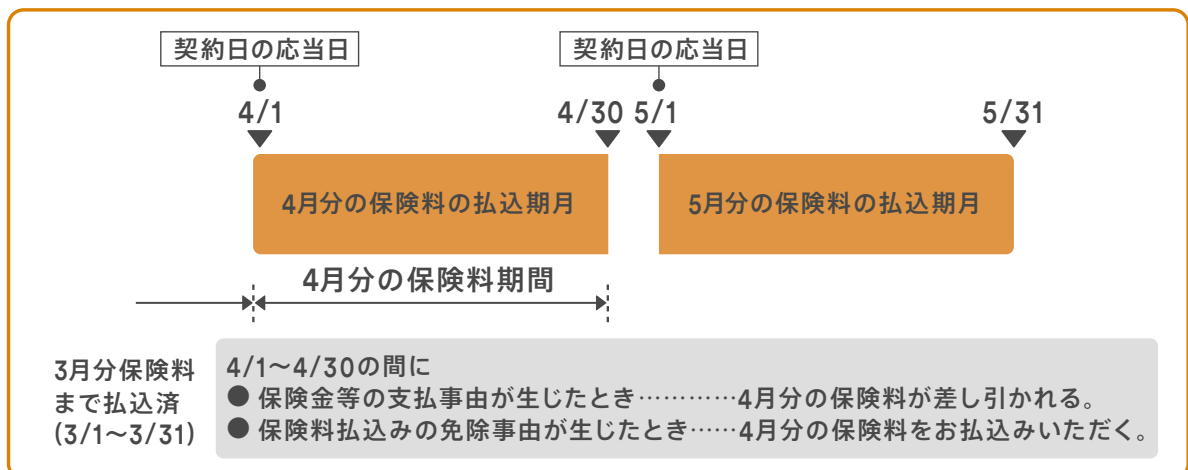 契約日の応当日
契約日の応当日
4/1
4/30
5/1
5/31
4月分の保険料の払込期月
5月分の保険料の払込期月
4月分の保険料期間
3月分保険料
まで払込済
(3/1～3/31)
4/1～4/30の間に
● 保険金等の支払事由が生じたとき…………4月分の保険料が差し引かれる。
● 保険料払込みの免除事由が生じたとき……4月分の保険料をお払込みいただく。